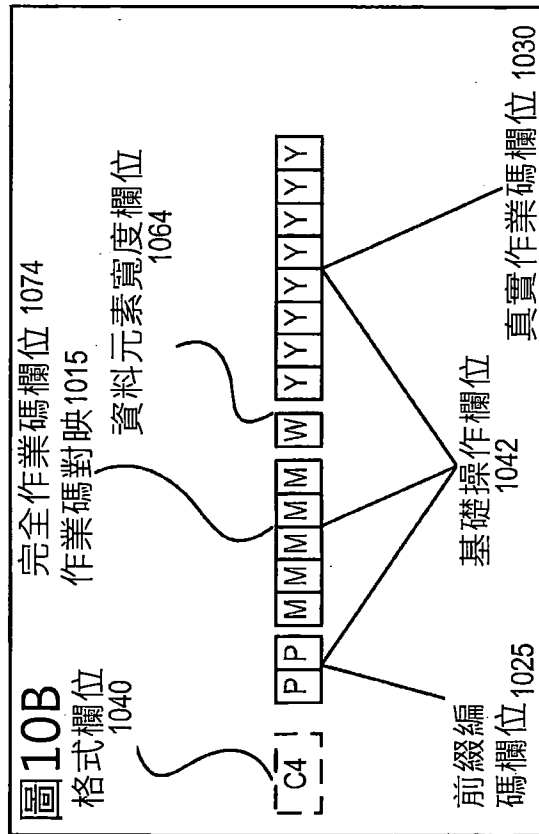 圖10B
格式欄位
1040
完全作業碼欄位 1074
作業碼對映1015
資料元素寬度欄位
1064
C4 P P M M M M M W Y Y Y Y Y Y Y Y
前綴編
碼欄位 1025
基礎操作欄位
1042
真實作業碼欄位 1030